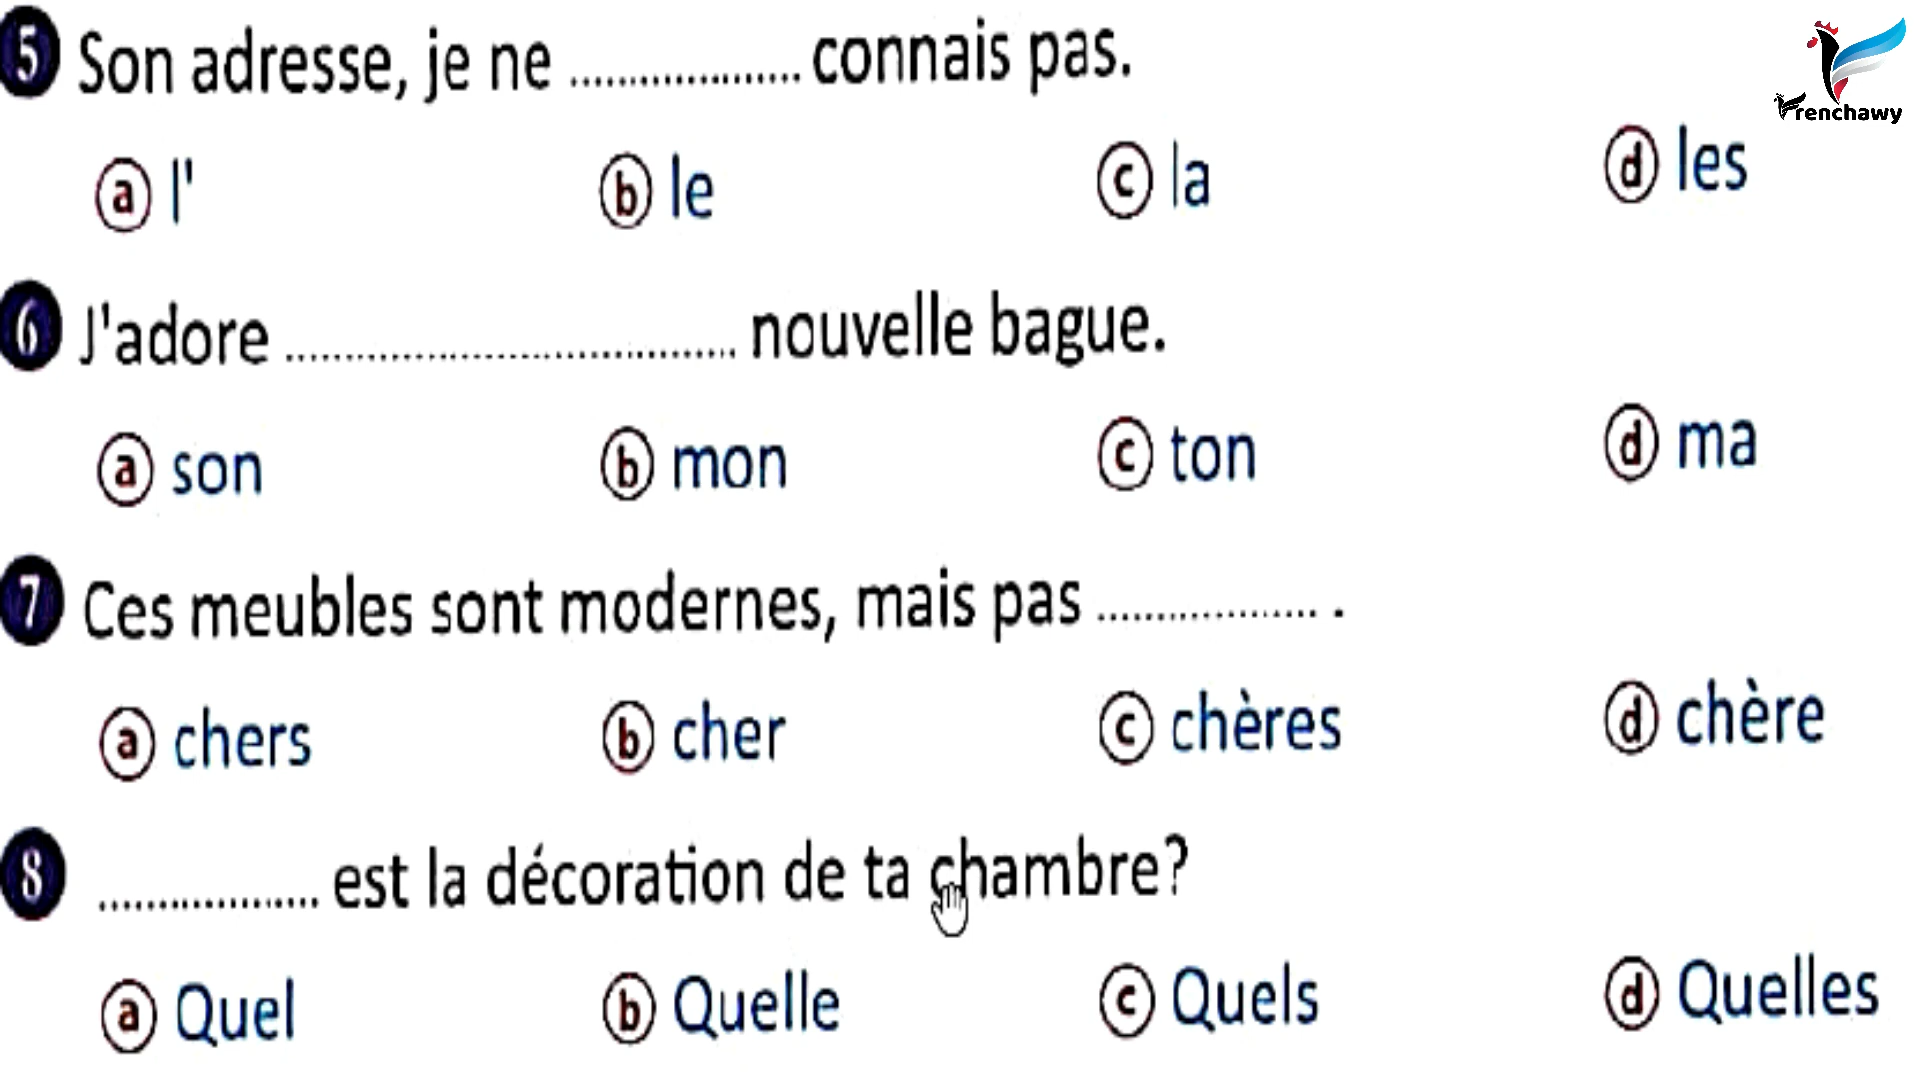 5 Son adresse, je ne .................... connais pas.
Frenchawy
a l' b le c la d les
6 J'adore ...................................... nouvelle bague.
a son b mon c ton d ma
7 Ces meubles sont modernes, mais pas ................... .
a chers b cher c chères d chère
8 ................... est la décoration de ta chambre?
a Quel b Quelle c Quels d Quelles